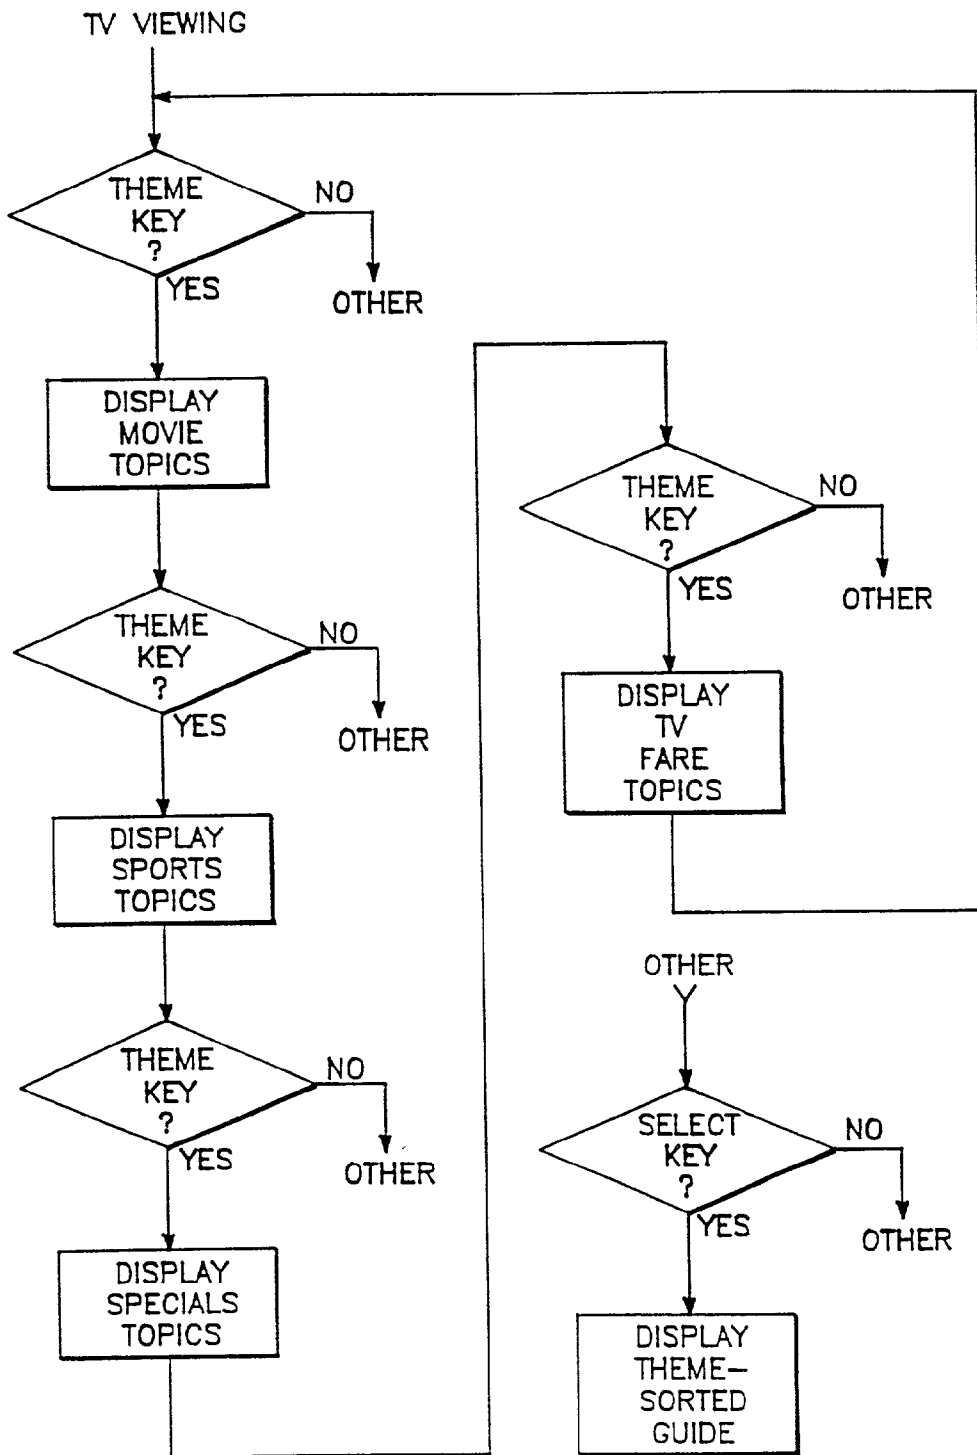 TV VIEWING
THEME
KEY
?
NO
YES
OTHER
DISPLAY
MOVIE
TOPICS
THEME
KEY
?
NO
YES
OTHER
DISPLAY
SPORTS
TOPICS
THEME
KEY
?
NO
YES
OTHER
DISPLAY
SPECIALS
TOPICS
THEME
KEY
?
NO
YES
OTHER
DISPLAY
TV
FARE
TOPICS
OTHER
SELECT
KEY
?
NO
YES
OTHER
DISPLAY
THEME-
SORTED
GUIDE